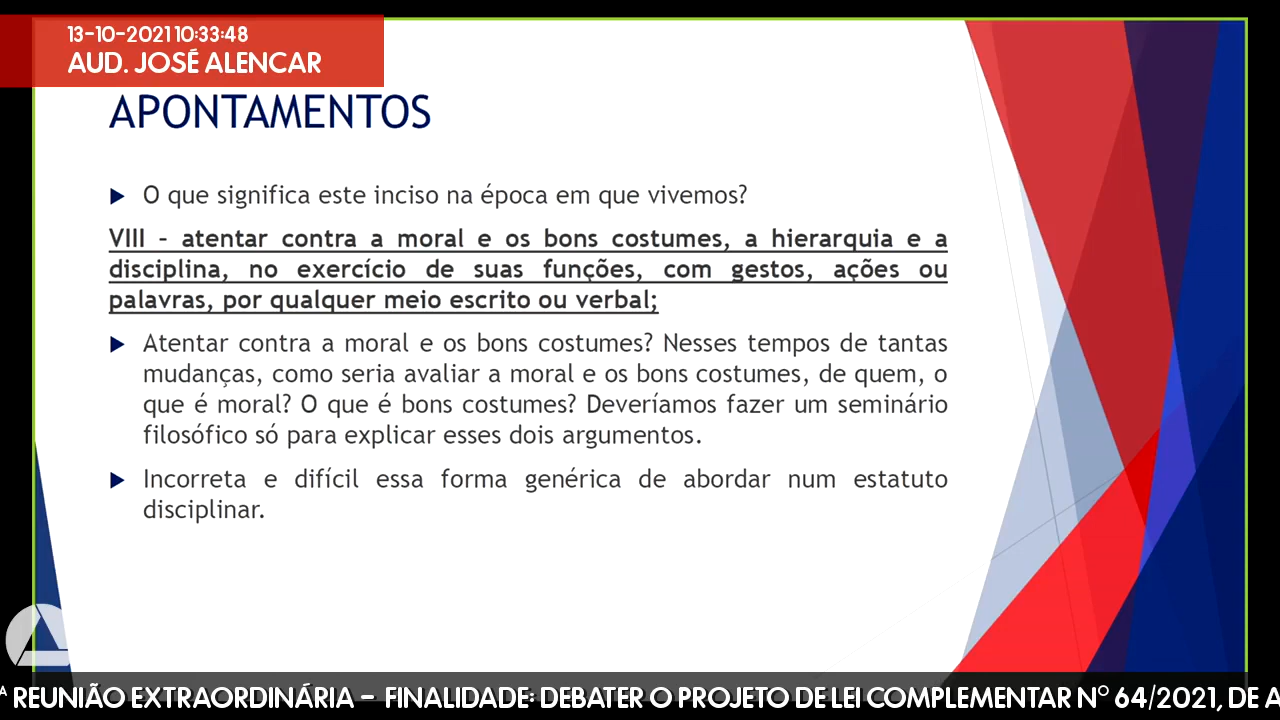 13-10-2021 10:33:48
AUD. JOSÉ ALENCAR
APONTAMENTOS
O que significa este inciso na época em que vivemos?
VIII – atentar contra a moral e os bons costumes, a hierarquia e a
disciplina, no exercício de suas funções, com gestos, ações ou
palavras, por qualquer meio escrito ou verbal;
Atentar contra a moral e os bons costumes? Nesses tempos de tantas
mudanças, como seria avaliar a moral e os bons costumes, de quem, o
que é moral? O que é bons costumes? Deveríamos fazer um seminário
filosófico só para explicar esses dois argumentos.
Incorreta e difícil essa forma genérica de abordar num estatuto
disciplinar.
ª REUNIÃO EXTRAORDINÁRIA – FINALIDADE: DEBATER O PROJETO DE LEI COMPLEMENTAR Nº 64/2021, DE A